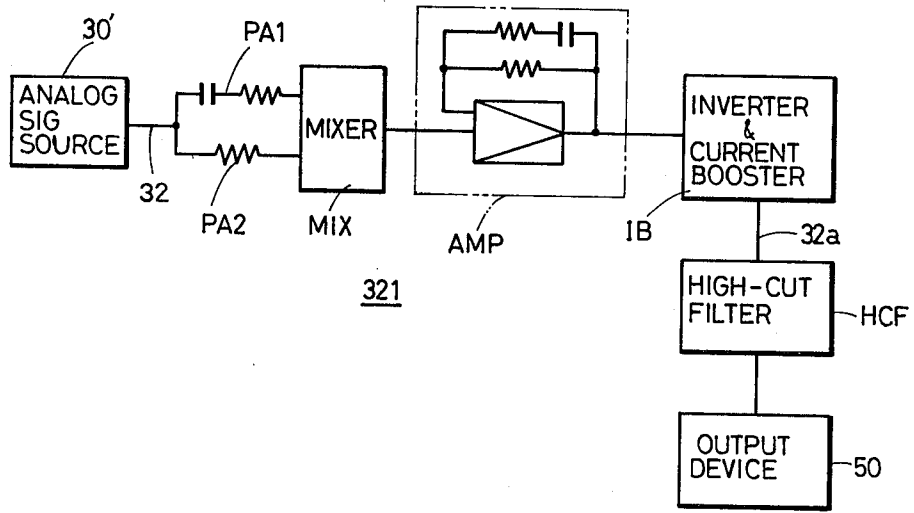 30'
PA1
ANALOG
SIG
SOURCE
32
PA2
MIXER
MIX
AMP
INVERTER
&
CURRENT
BOOSTER
IB
32a
321
HIGH-CUT
FILTER
HCF
OUTPUT
DEVICE
50